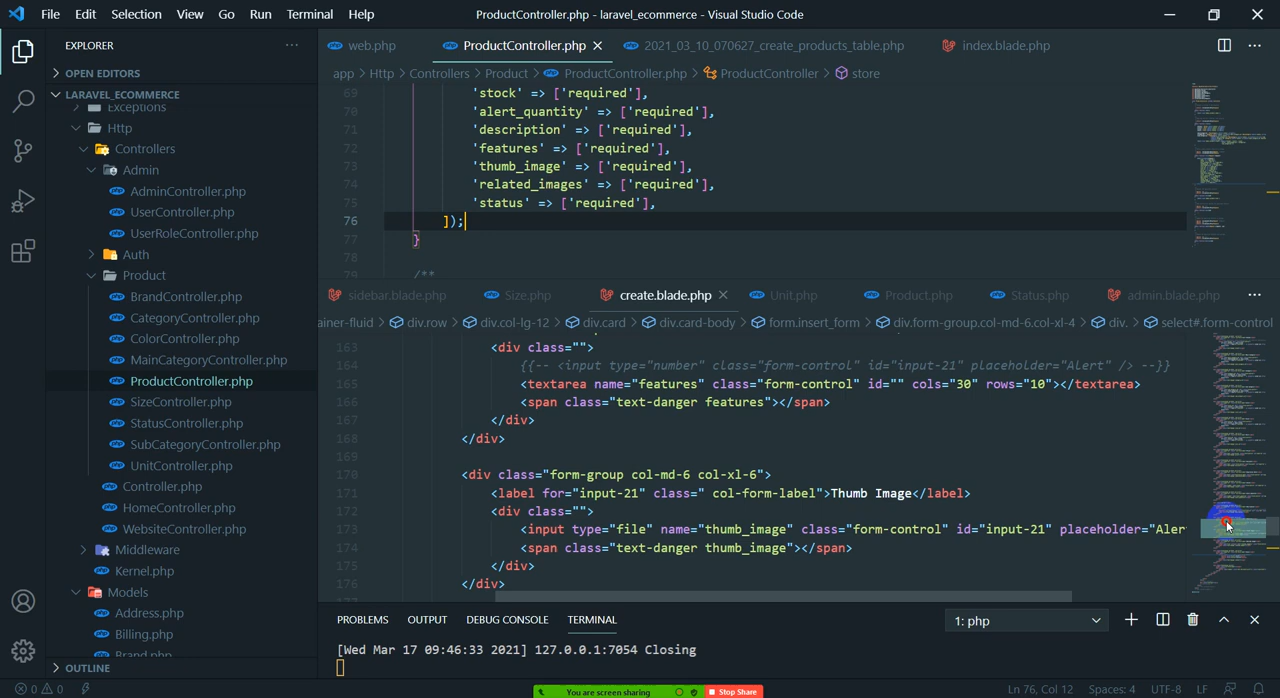 File Edit Selection View Go Run Terminal Help ProductController.php - laravel_ecommerce - Visual Studio Code
EXPLORER
OPEN EDITORS
LARAVEL_ECOMMERCE
Exceptions
Http
Controllers
Admin
AdminController.php
UserController.php
UserRoleController.php
Auth
Product
BrandController.php
CategoryController.php
ColorController.php
MainCategoryController.php
ProductController.php
SizeController.php
StatusController.php
SubCategoryController.php
UnitController.php
Controller.php
HomeController.php
WebsiteController.php
Middleware
Kernel.php
Models
Address.php
Billing.php
Brand.php
OUTLINE
web.php ProductController.php 2021_03_10_070627_create_products_table.php index.blade.php
app > Http > Controllers > Product > ProductController.php > ProductController > store
69 'stock' => ['required'],
70 'alert_quantity' => ['required'],
71 'description' => ['required'],
72 'features' => ['required'],
73 'thumb_image' => ['required'],
74 'related_images' => ['required'],
75 'status' => ['required'],
76 ]);
77 }
78
79 /**
sidebar.blade.php Size.php create.blade.php Unit.php Product.php Status.php admin.blade.php
ainer-fluid > div.row > div.col-lg-12 > div.card > div.card-body > form.insert_form > div.form-group.col-md-6.col-xl-4 > div. > select#.form-control
163 <div class="">
164 {{-- <input type="number" class="form-control" id="input-21" placeholder="Alert" /> --}}
165 <textarea name="features" class="form-control" id="" cols="30" rows="10"></textarea>
166 <span class="text-danger features"></span>
167 </div>
168 </div>
169
170 <div class="form-group col-md-6 col-xl-6">
171 <label for="input-21" class=" col-form-label">Thumb Image</label>
172 <div class="">
173 <input type="file" name="thumb_image" class="form-control" id="input-21" placeholder="Aler
174 <span class="text-danger thumb_image"></span>
175 </div>
176 </div>
PROBLEMS OUTPUT DEBUG CONSOLE TERMINAL 1: php
[Wed Mar 17 09:46:33 2021] 127.0.0.1:7054 Closing
0 0 Ln 76, Col 12 Spaces: 4 UTF-8 LF
You are screen sharing Stop Share